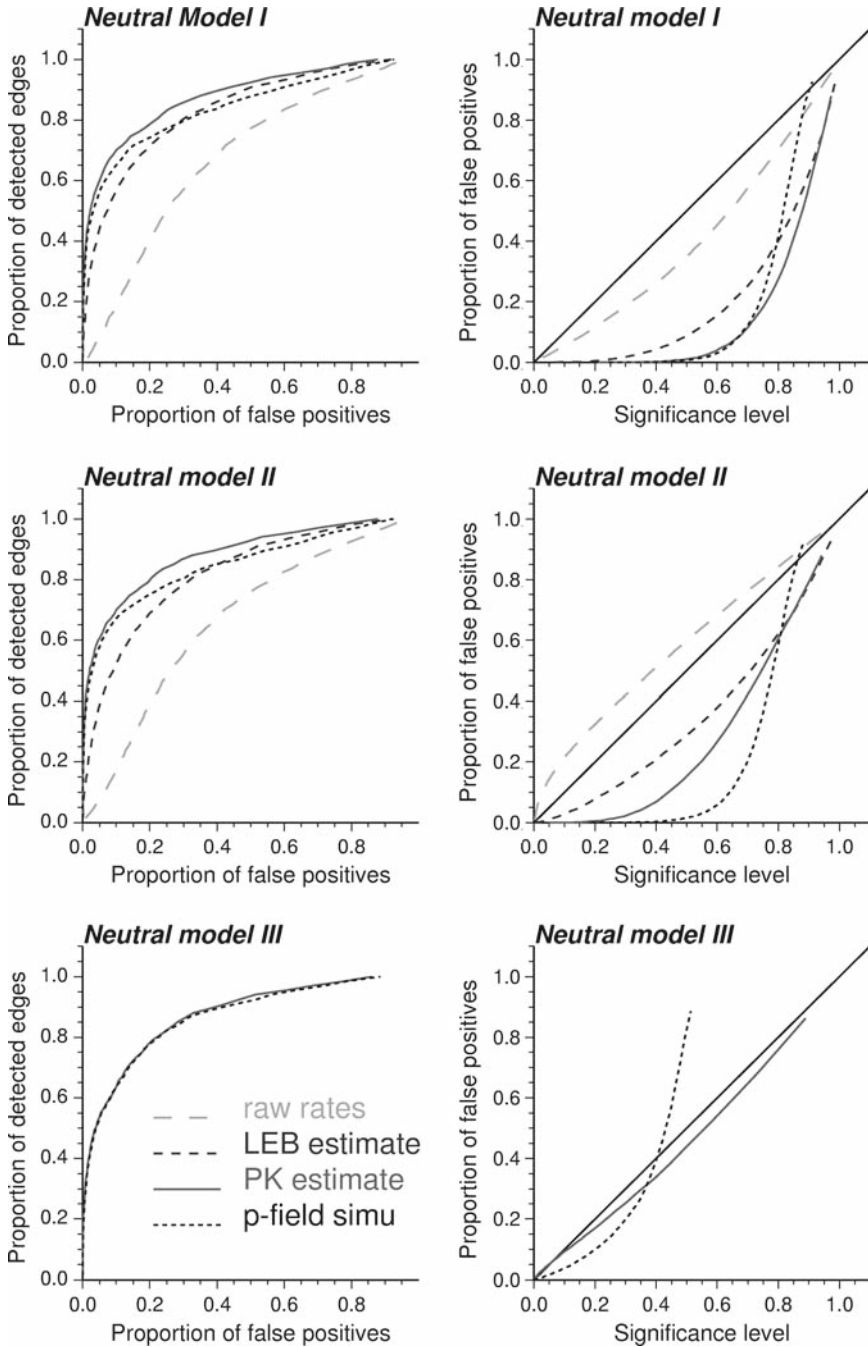 Neutral Model I
Proportion of detected edges
1.0
0.8
0.6
0.4
0.2
0.0
0.0 0.2 0.4 0.6 0.8
Proportion of false positives
Neutral model I
Proportion of false positives
1.0
0.8
0.6
0.4
0.2
0.0
0.0 0.2 0.4 0.6 0.8 1.0
Significance level
Neutral model II
Proportion of detected edges
1.0
0.8
0.6
0.4
0.2
0.0
0.0 0.2 0.4 0.6 0.8
Proportion of false positives
Neutral model II
Proportion of false positives
1.0
0.8
0.6
0.4
0.2
0.0
0.0 0.2 0.4 0.6 0.8 1.0
Significance level
Neutral model III
Proportion of detected edges
1.0
0.8
0.6
0.4
0.2
0.0
raw rates
LEB estimate
PK estimate
p-field simu
0.0 0.2 0.4 0.6 0.8
Proportion of false positives
Neutral model III
Proportion of false positives
1.0
0.8
0.6
0.4
0.2
0.0
0.0 0.2 0.4 0.6 0.8 1.0
Significance level